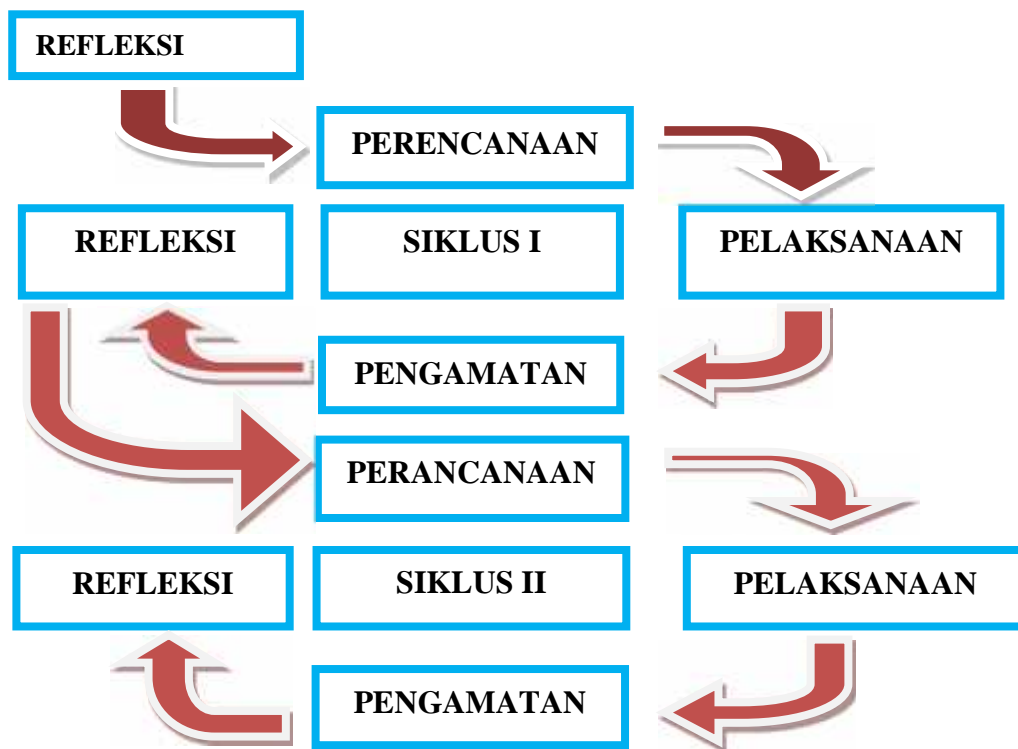 REFLEKSI
PERENCANAAN
REFLEKSI
SIKLUS I
PELAKSANAAN
PENGAMATAN
PERANCANAAN
REFLEKSI
SIKLUS II
PELAKSANAAN
PENGAMATAN